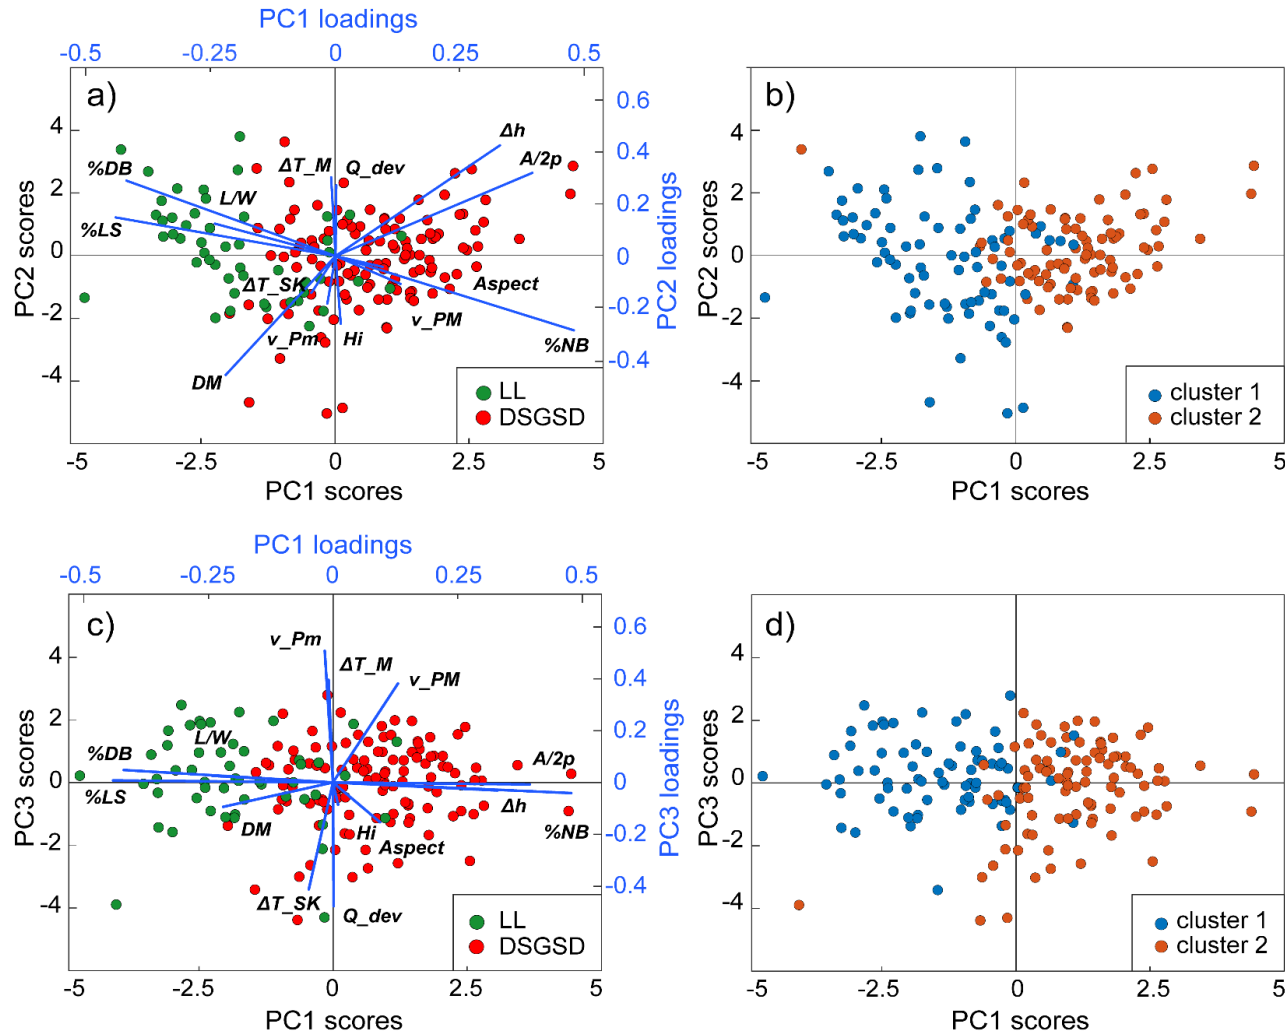 PC1 loadings
-0.5 -0.25 0 0.25 0.5
a)
b)
PC2 scores
4
2
0
-2
-4
0.6
0.4
0.2
0
-0.2
-0.4
PC2 loadings
%DB
%LS
L/W
ΔT_M
Q_dev
Δh
A/2p
ΔT_SK
Aspect
v_Pm
Hi
v_PM
%NB
DM
LL
DSGSD
-5 -2.5 0 2.5 5
PC1 scores
PC2 scores
4
2
0
-2
-4
cluster 1
cluster 2
-5 -2.5 0 2.5 5
PC1 scores
PC1 loadings
-0.5 -0.25 0 0.25 0.5
c)
d)
PC3 scores
4
2
0
-2
-4
0.6
0.4
0.2
0
-0.2
-0.4
PC3 loadings
v_Pm
ΔT_M
v_PM
L/W
%DB
%LS
A/2p
Δh
%NB
DM
Hi
Aspect
ΔT_SK
Q_dev
LL
DSGSD
-5 -2.5 0 2.5 5
PC1 scores
PC3 scores
4
2
0
-2
-4
cluster 1
cluster 2
-5 -2.5 0 2.5 5
PC1 scores